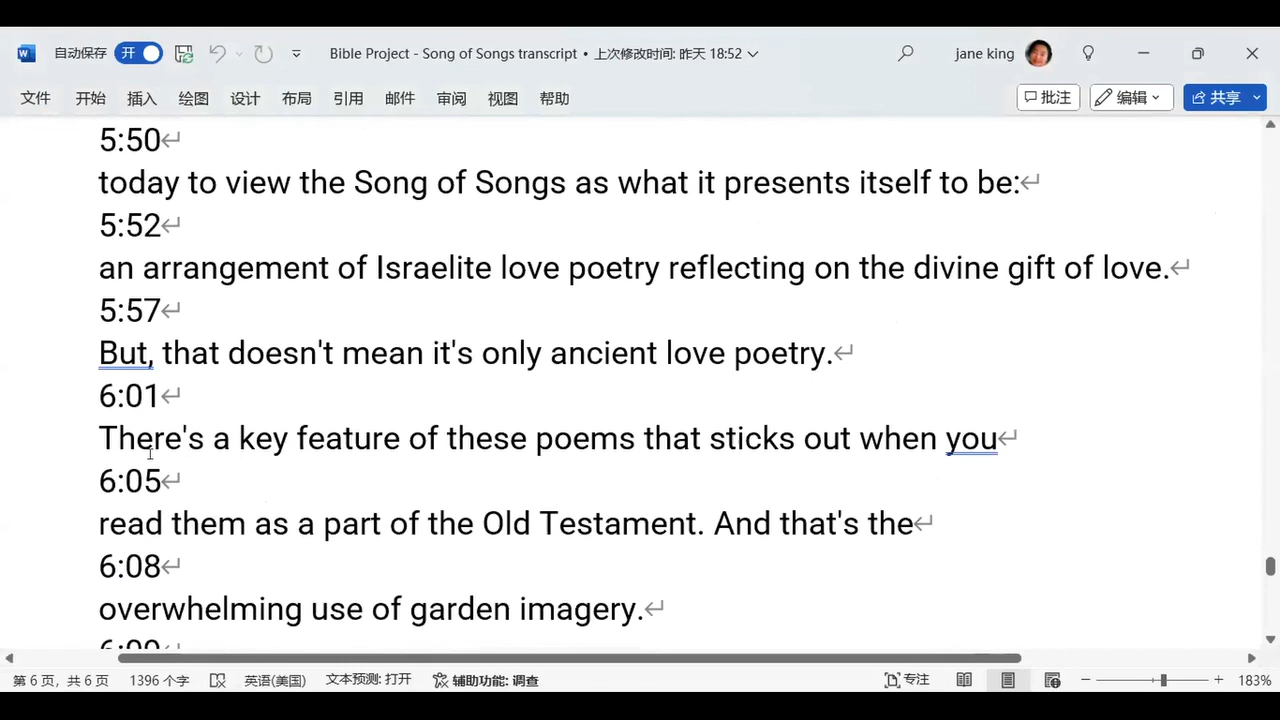 自动保存 开 Bible Project - Song of Songs transcript • 上次修改时间: 昨天 18:52 jane king
文件 开始 插入 绘图 设计 布局 引用 邮件 审阅 视图 帮助 批注 编辑 共享
5:50
today to view the Song of Songs as what it presents itself to be:
5:52
an arrangement of Israelite love poetry reflecting on the divine gift of love.
5:57
But, that doesn't mean it's only ancient love poetry.
6:01
There's a key feature of these poems that sticks out when you
6:05
read them as a part of the Old Testament. And that's the
6:08
overwhelming use of garden imagery.
6:09
第 6 页，共 6 页 1396 个字 英语(美国) 文本预测: 打开 辅助功能: 调查 专注 183%